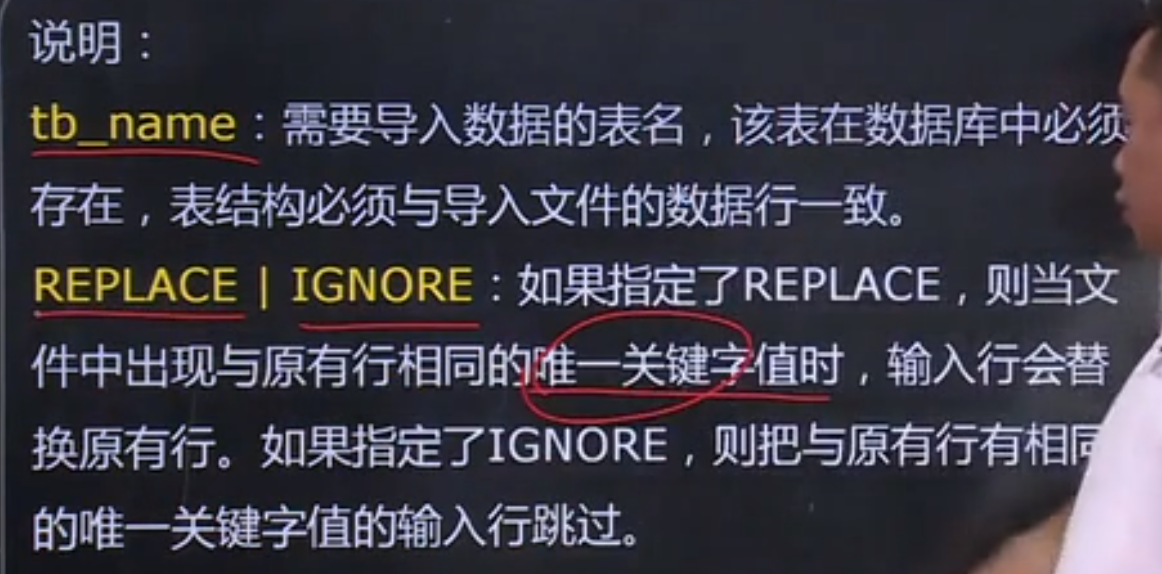 说明：
tb_name：需要导入数据的表名，该表在数据库中必须
存在，表结构必须与导入文件的数据行一致。
REPLACE | IGNORE：如果指定了REPLACE，则当文
件中出现与原有行相同的唯一关键字值时，输入行会替
换原有行。如果指定了IGNORE，则把与原有行有相同
的唯一关键字值的输入行跳过。